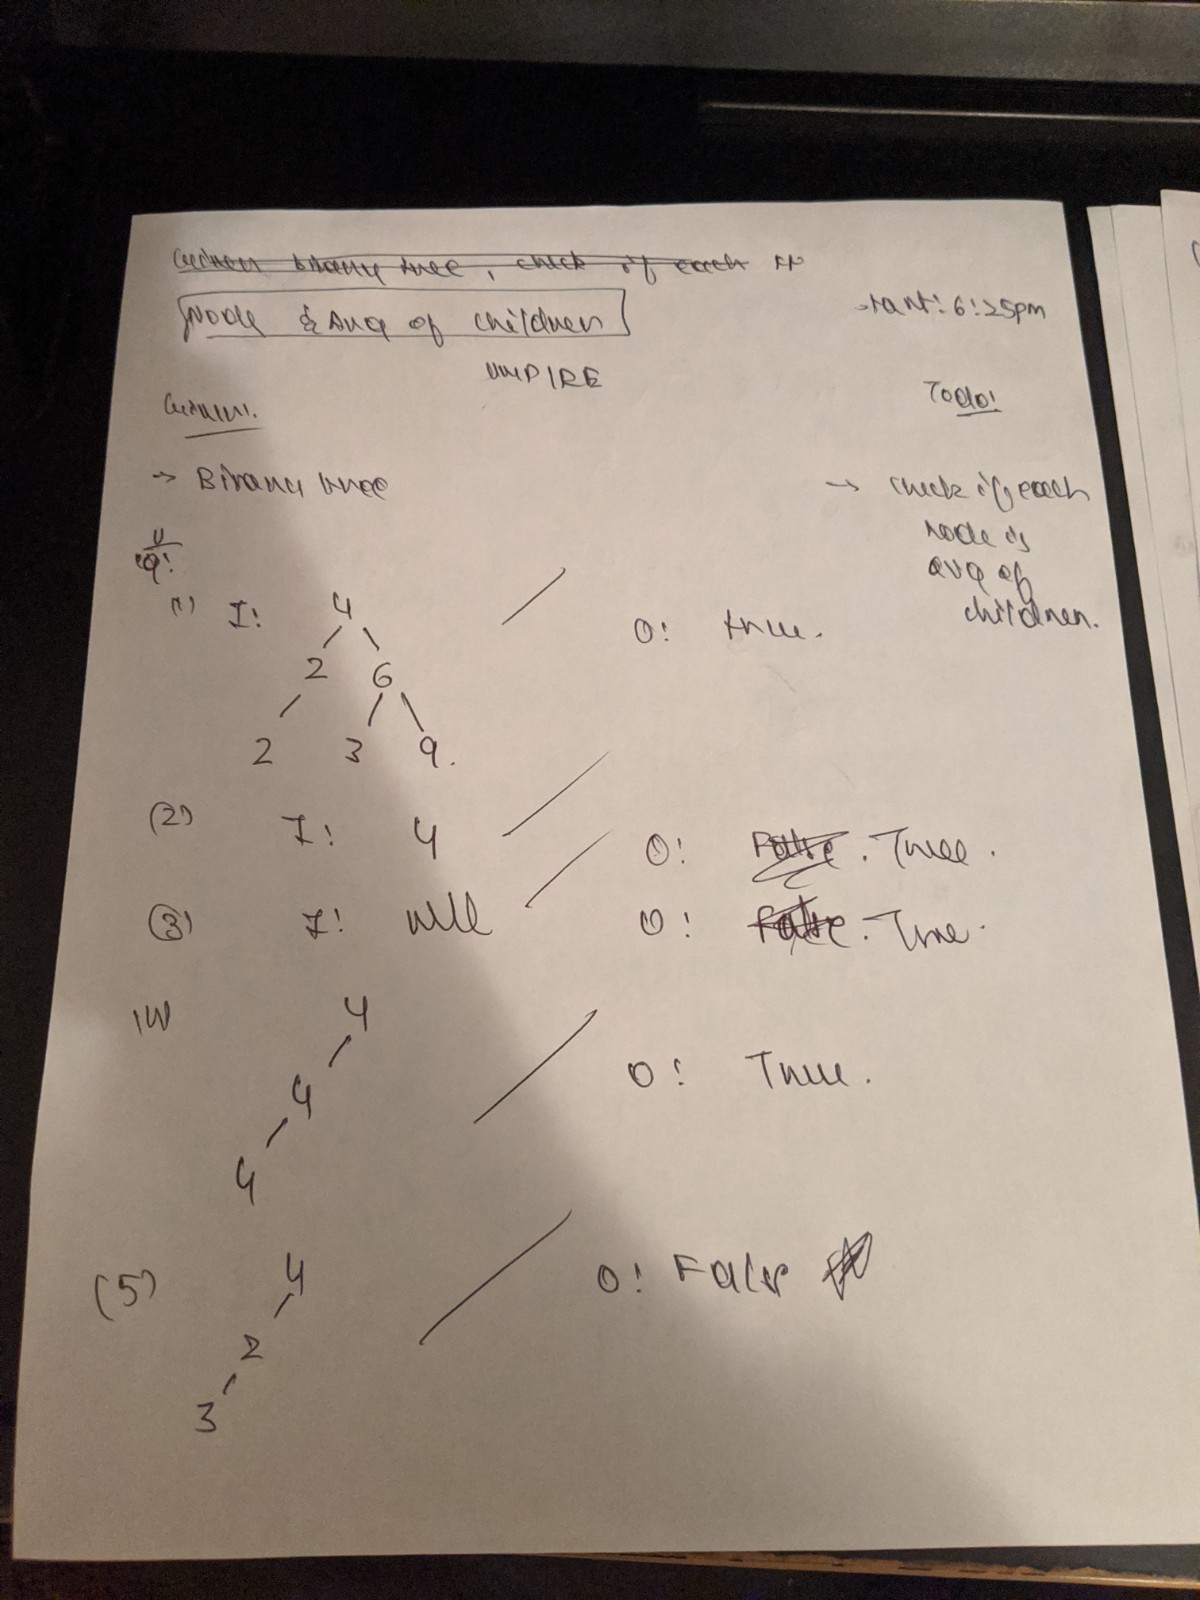 Given binary tree, check if each
Node & Avg of children
Start: 6:25pm
UMPIRE
Given:
Todo:
→ Binary tree
→ check if each
node is
avg of
children.
U
(1) I: 4 O: true.
2 6
2 3 9.
(2) I: 4 O: False. True.
(3) I: null O: False. True.
(4) 4
4 O: True.
4
(5) 4 O: False
2
3